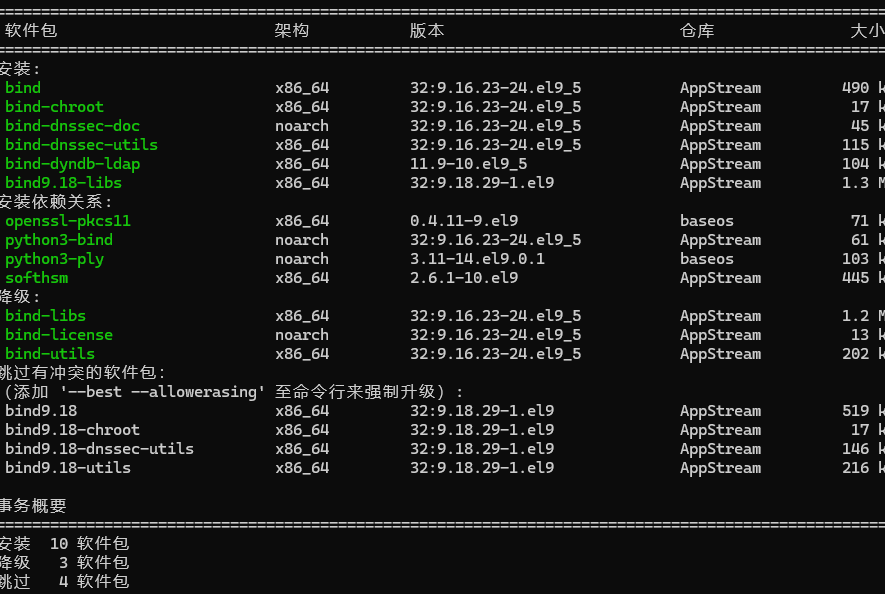 软件包 架构 版本 仓库 大小
安装:
bind x86_64 32:9.16.23-24.el9_5 AppStream 490 k
bind-chroot x86_64 32:9.16.23-24.el9_5 AppStream 17 k
bind-dnssec-doc noarch 32:9.16.23-24.el9_5 AppStream 45 k
bind-dnssec-utils x86_64 32:9.16.23-24.el9_5 AppStream 115 k
bind-dyndb-ldap x86_64 11.9-10.el9_5 AppStream 104 k
bind9.18-libs x86_64 32:9.18.29-1.el9 AppStream 1.3 M
安装依赖关系:
openssl-pkcs11 x86_64 0.4.11-9.el9 baseos 71 k
python3-bind noarch 32:9.16.23-24.el9_5 AppStream 61 k
python3-ply noarch 3.11-14.el9.0.1 baseos 103 k
softhsm x86_64 2.6.1-10.el9 AppStream 445 k
降级:
bind-libs x86_64 32:9.16.23-24.el9_5 AppStream 1.2 M
bind-license noarch 32:9.16.23-24.el9_5 AppStream 13 k
bind-utils x86_64 32:9.16.23-24.el9_5 AppStream 202 k
跳过有冲突的软件包:
(添加 '--best --allowerasing' 至命令行来强制升级) :
bind9.18 x86_64 32:9.18.29-1.el9 AppStream 519 k
bind9.18-chroot x86_64 32:9.18.29-1.el9 AppStream 17 k
bind9.18-dnssec-utils x86_64 32:9.18.29-1.el9 AppStream 146 k
bind9.18-utils x86_64 32:9.18.29-1.el9 AppStream 216 k
事务概要
安装 10 软件包
降级 3 软件包
跳过 4 软件包